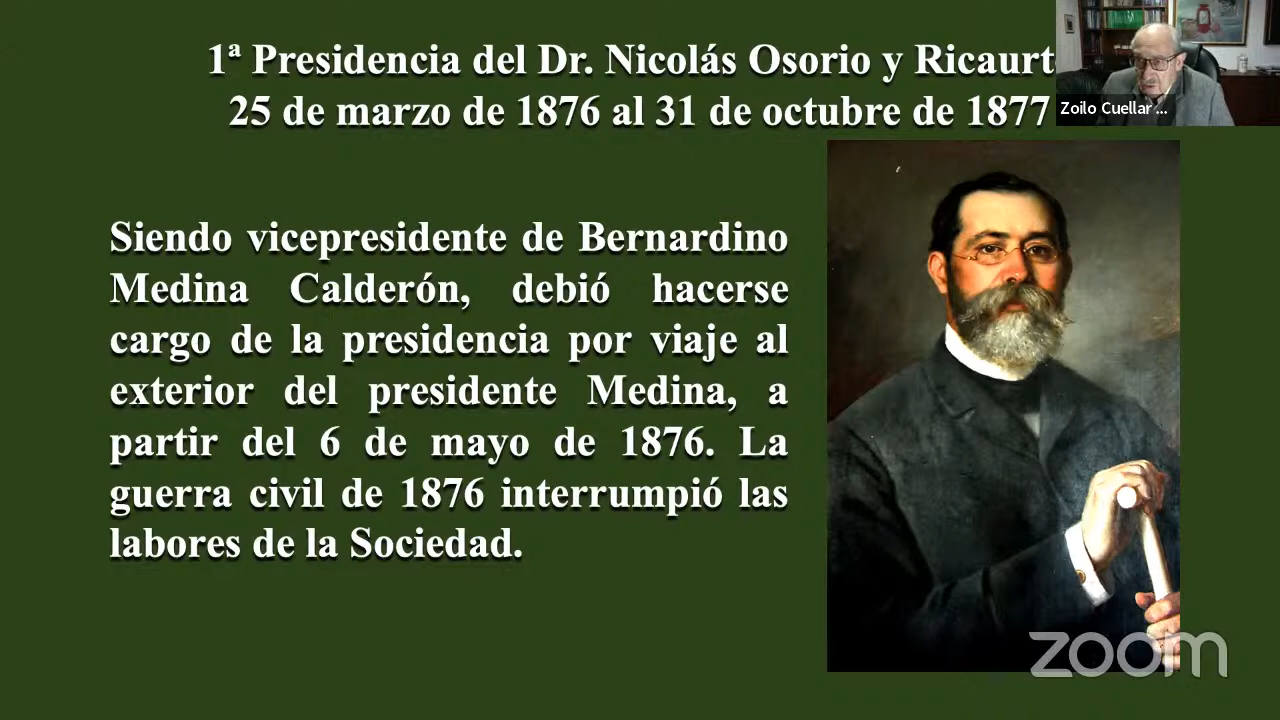 1ª Presidencia del Dr. Nicolás Osorio y Ricaurt
25 de marzo de 1876 al 31 de octubre de 1877
Zoilo Cuellar ...
Siendo vicepresidente de Bernardino
Medina Calderón, debió hacerse
cargo de la presidencia por viaje al
exterior del presidente Medina, a
partir del 6 de mayo de 1876. La
guerra civil de 1876 interrumpió las
labores de la Sociedad.
zoom